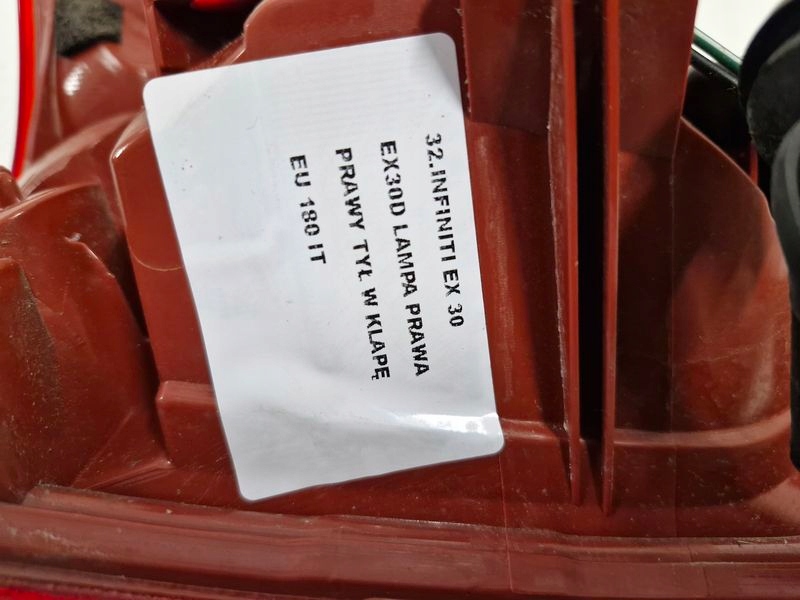 32.INFINITI EX 30
EX30D LAMPA PRAWA
PRAWY TYŁ W KLAPĘ
EU 180 IT